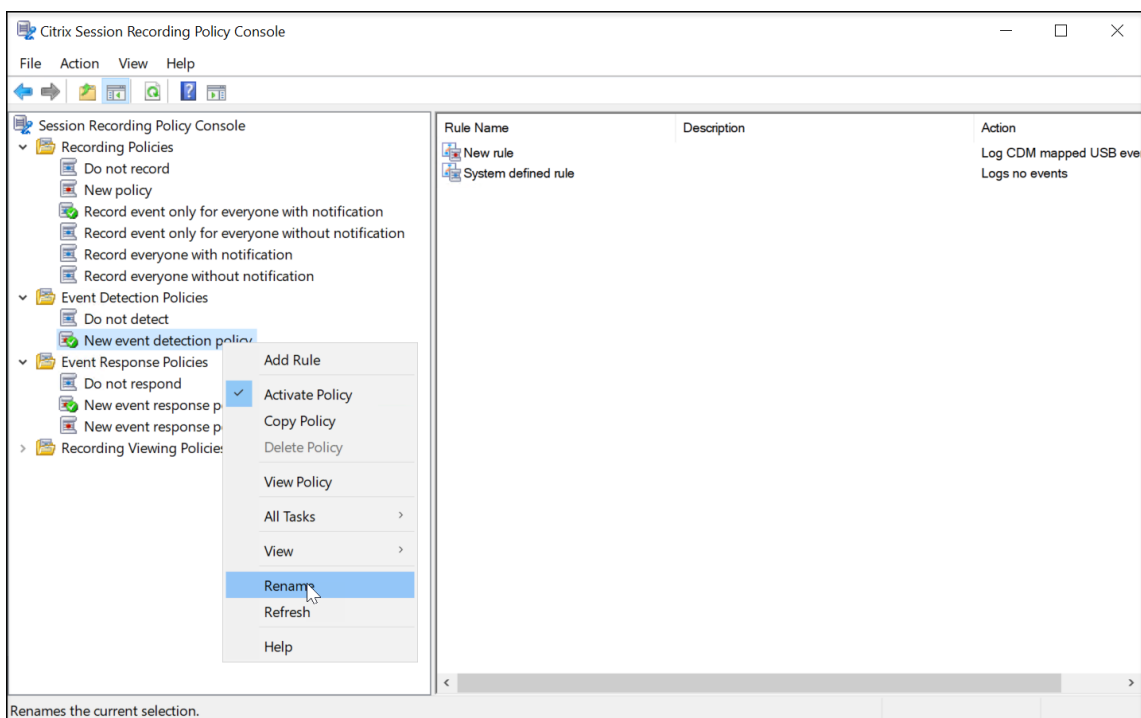 Citrix Session Recording Policy Console
File Action View Help
Session Recording Policy Console
Recording Policies
Do not record
New policy
Record event only for everyone with notification
Record event only for everyone without notification
Record everyone with notification
Record everyone without notification
Event Detection Policies
Do not detect
New event detection policy
Event Response Policies
Do not respond
New event response p
New event response p
Recording Viewing Policies
Add Rule
Activate Policy
Copy Policy
Delete Policy
View Policy
All Tasks
View
Rename
Refresh
Help
Rule Name Description Action
New rule Log CDM mapped USB eve
System defined rule Logs no events
Renames the current selection.